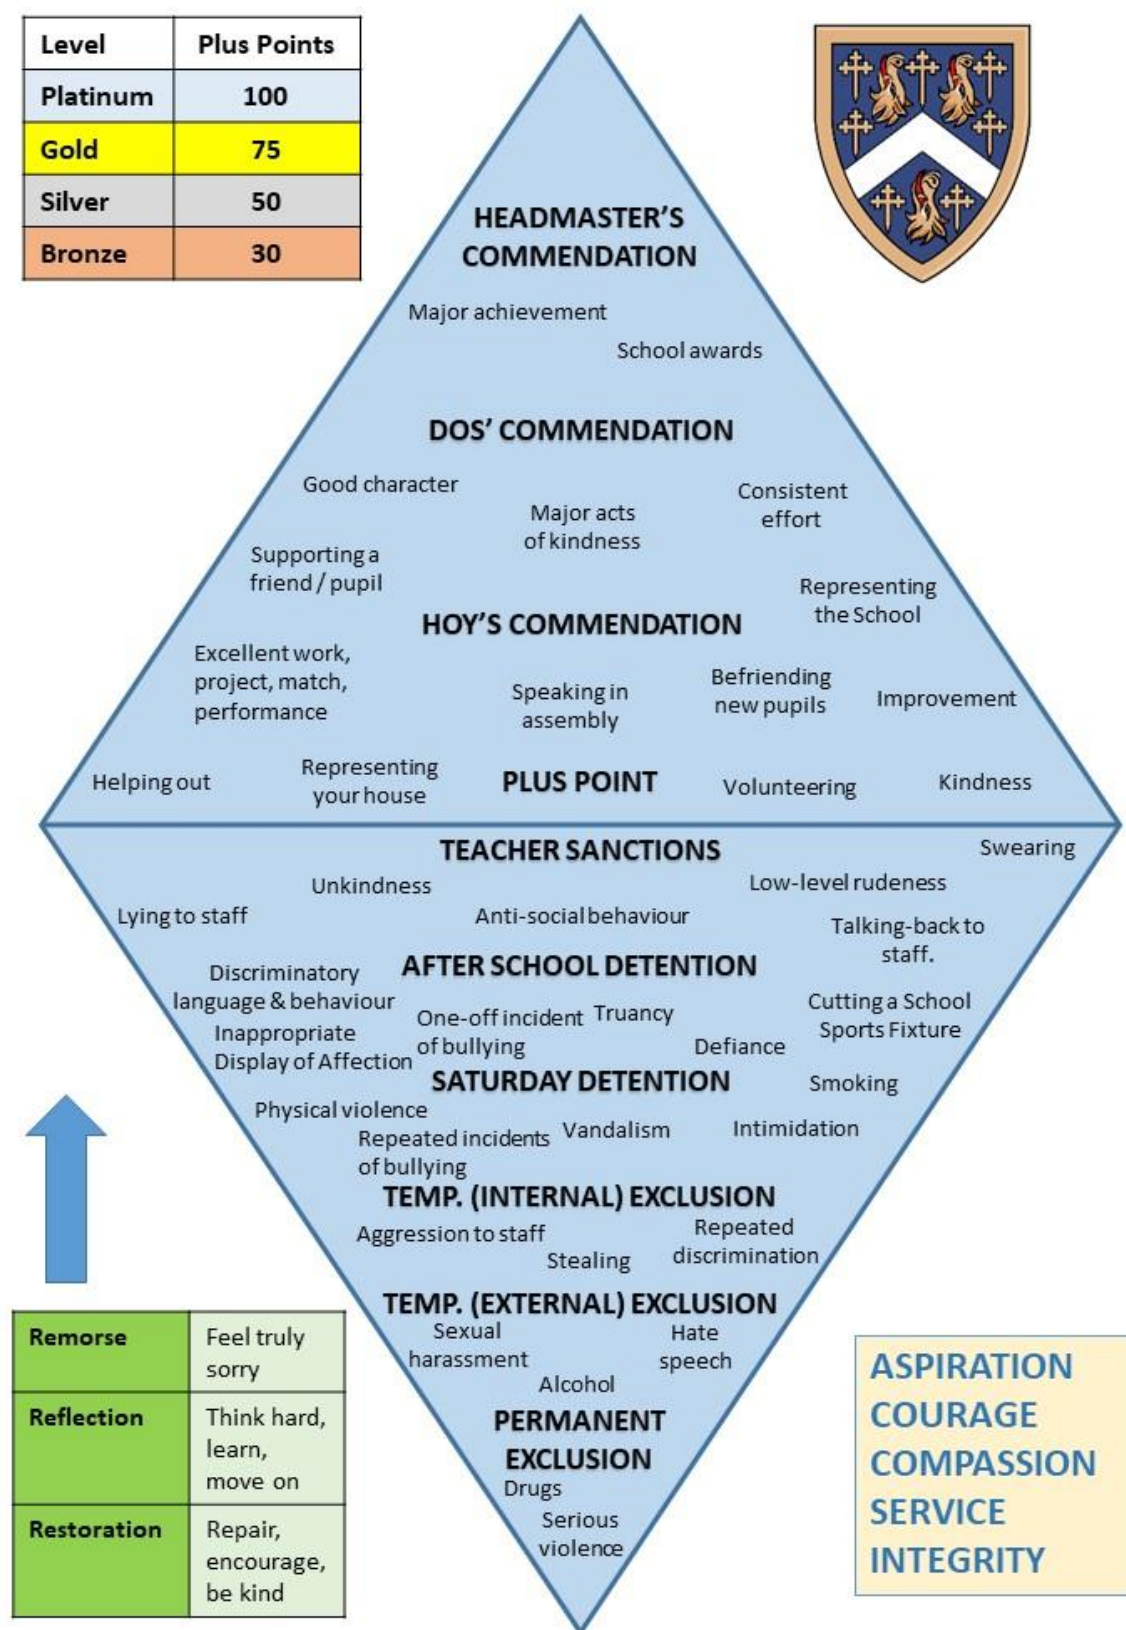 Level Plus Points
Platinum 100
Gold 75
Silver 50
Bronze 30
HEADMASTER'S
COMMENDATION
Major achievement
School awards
DOS' COMMENDATION
Good character
Consistent
effort
Major acts
of kindness
Supporting a
friend / pupil
Representing
the School
HOY'S COMMENDATION
Excellent work,
project, match,
performance
Speaking in
assembly
Befriending
new pupils
Improvement
Helping out
Representing
your house
PLUS POINT
Volunteering
Kindness
TEACHER SANCTIONS
Swearing
Unkindness
Low-level rudeness
Lying to staff
Anti-social behaviour
Talking-back to
staff.
AFTER SCHOOL DETENTION
Discriminatory
language & behaviour
Inappropriate
Display of Affection
One-off incident
of bullying
Truancy
Defiance
Cutting a School
Sports Fixture
SATURDAY DETENTION
Smoking
Physical violence
Repeated incidents
of bullying
Vandalism
Intimidation
TEMP. (INTERNAL) EXCLUSION
Aggression to staff
Stealing
Repeated
discrimination
TEMP. (EXTERNAL) EXCLUSION
Sexual
harassment
Hate
speech
Alcohol
PERMANENT
EXCLUSION
Drugs
Serious
violence
Remorse
Feel truly
sorry
Reflection
Think hard,
learn,
move on
Restoration
Repair,
encourage,
be kind
ASPIRATION
COURAGE
COMPASSION
SERVICE
INTEGRITY